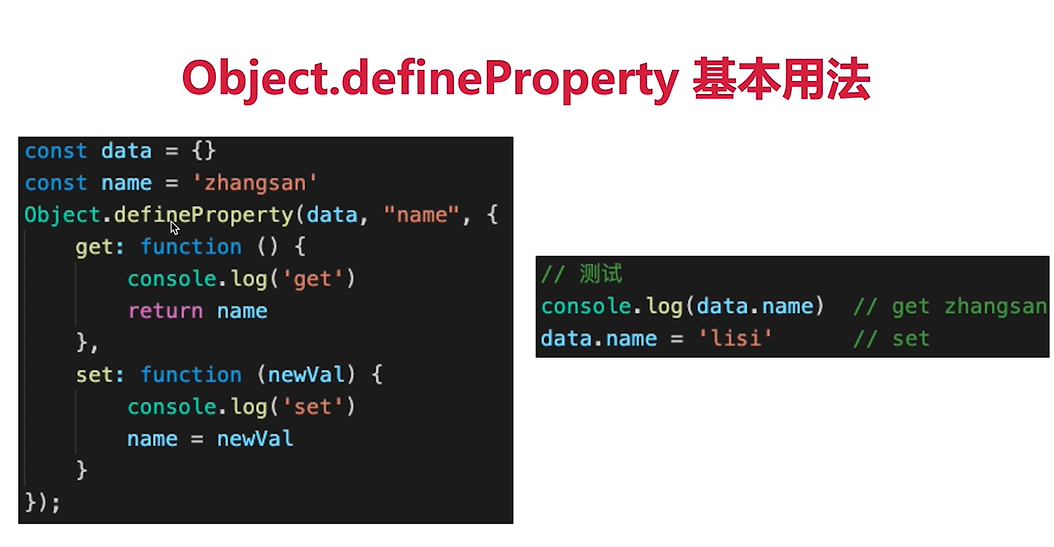 Object.defineProperty 基本用法
const data = {}
const name = 'zhangsan'
Object.defineProperty(data, "name", {
    get: function () {
        console.log('get')
        return name
    },
    set: function (newVal) {
        console.log('set')
        name = newVal
    }
});
// 测试
console.log(data.name)  // get zhangsan
data.name = 'lisi'      // set